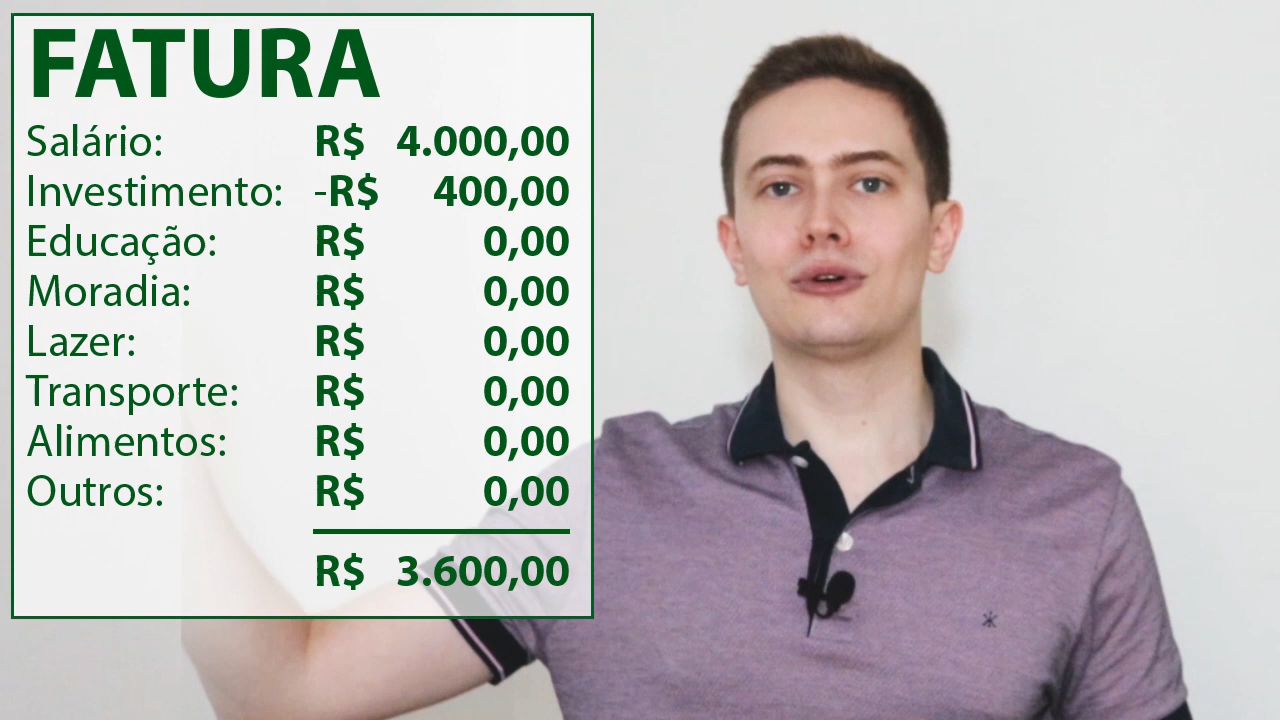 FATURA
Salário: R$ 4.000,00
Investimento: -R$ 400,00
Educação: R$ 0,00
Moradia: R$ 0,00
Lazer: R$ 0,00
Transporte: R$ 0,00
Alimentos: R$ 0,00
Outros: R$ 0,00
R$ 3.600,00